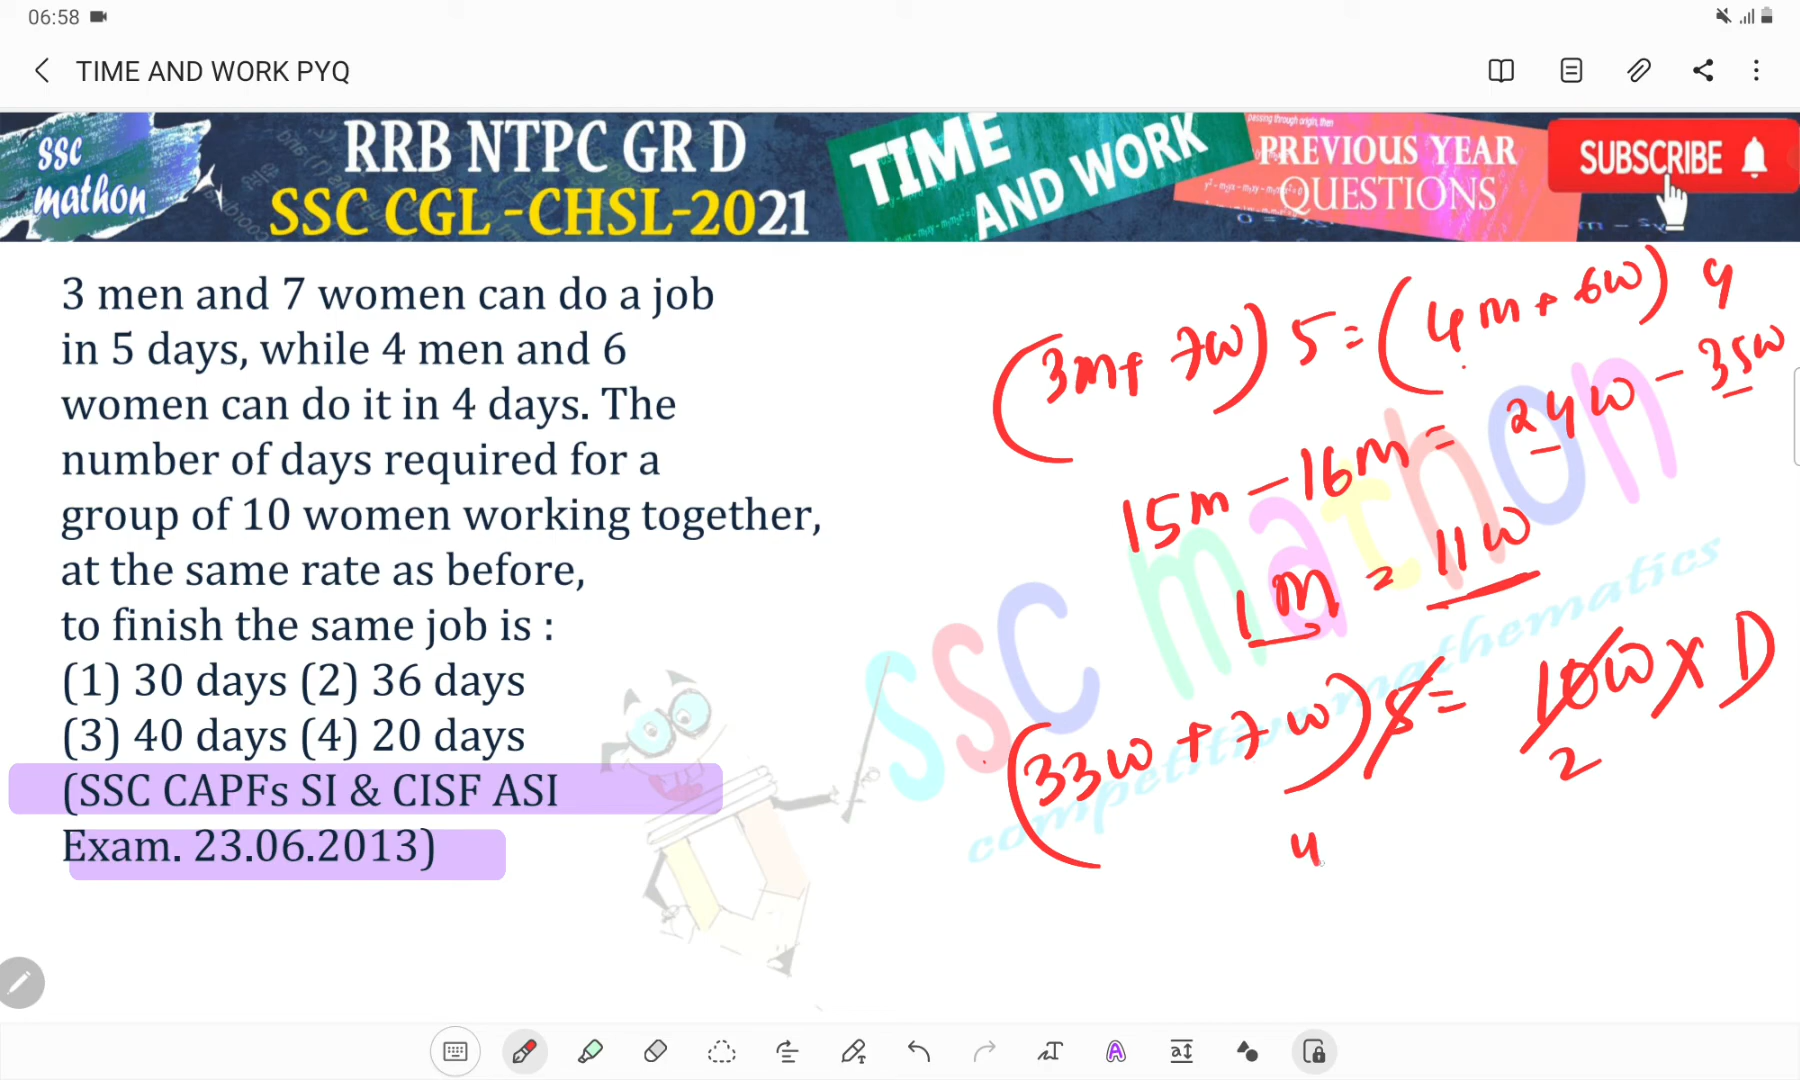 06:58
TIME AND WORK PYQ
ssc
mathon
RRB NTPC GR D
SSC CGL -CHSL-2021
TIME
AND WORK
passing through origin, then
PREVIOUS YEAR
QUESTIONS
SUBSCRIBE
3 men and 7 women can do a job
in 5 days, while 4 men and 6
women can do it in 4 days. The
number of days required for a
group of 10 women working together,
at the same rate as before,
to finish the same job is :
(1) 30 days (2) 36 days
(3) 40 days (4) 20 days
(SSC CAPFs SI & CISF ASI
Exam. 23.06.2013)
(3m+ 7w) 5 = (4m+6w) 4
15m - 16m = 24w - 35w
1m = 11w
(33w + 7w) 5 = 10w x D
2
4
SSC mathon
competitive mathematics